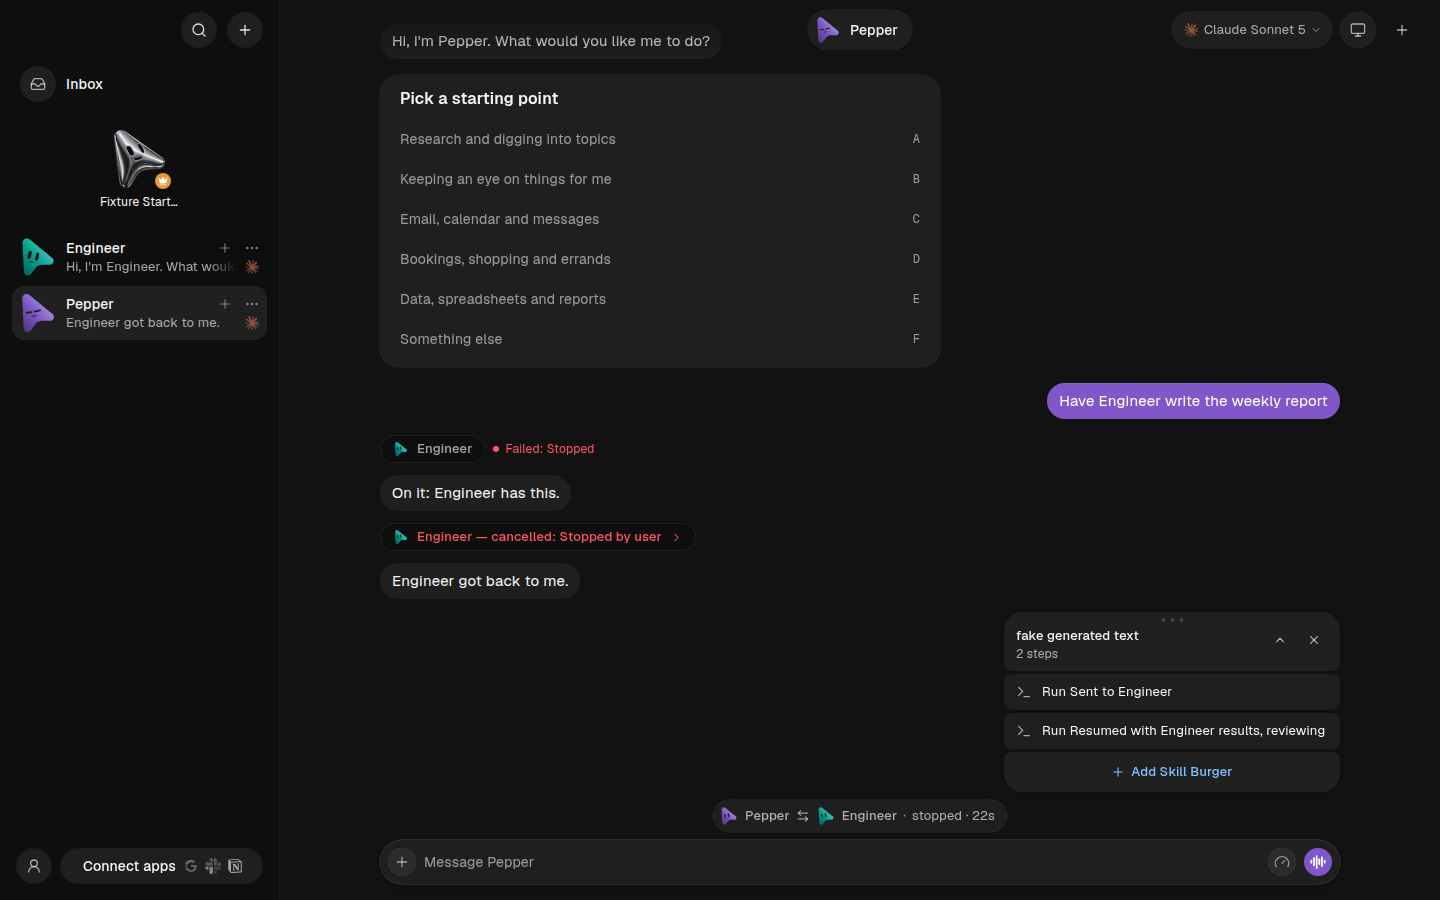 Inbox
Fixture Start...
Engineer
Hi, I'm Engineer. What woul
Pepper
Engineer got back to me.
Connect apps
Pepper
Claude Sonnet 5
Hi, I'm Pepper. What would you like me to do?
Pick a starting point
Research and digging into topics A
Keeping an eye on things for me B
Email, calendar and messages C
Bookings, shopping and errands D
Data, spreadsheets and reports E
Something else F
Have Engineer write the weekly report
Engineer Failed: Stopped
On it: Engineer has this.
Engineer — cancelled: Stopped by user
Engineer got back to me.
fake generated text
2 steps
Run Sent to Engineer
Run Resumed with Engineer results, reviewing
+ Add Skill Burger
Pepper ⇆ Engineer · stopped · 22s
Message Pepper